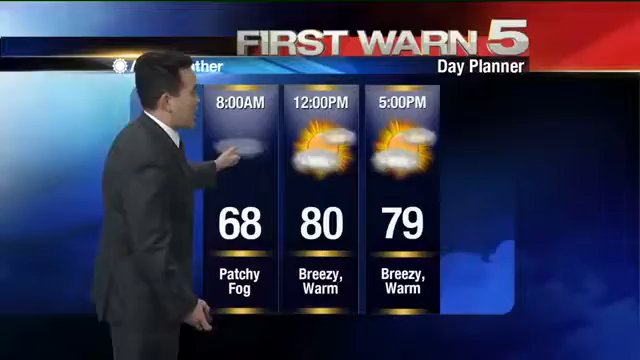 FIRST WARN 5
Day Planner
8:00AM
12:00PM
5:00PM
68
80
79
Patchy
Fog
Breezy,
Warm
Breezy,
Warm